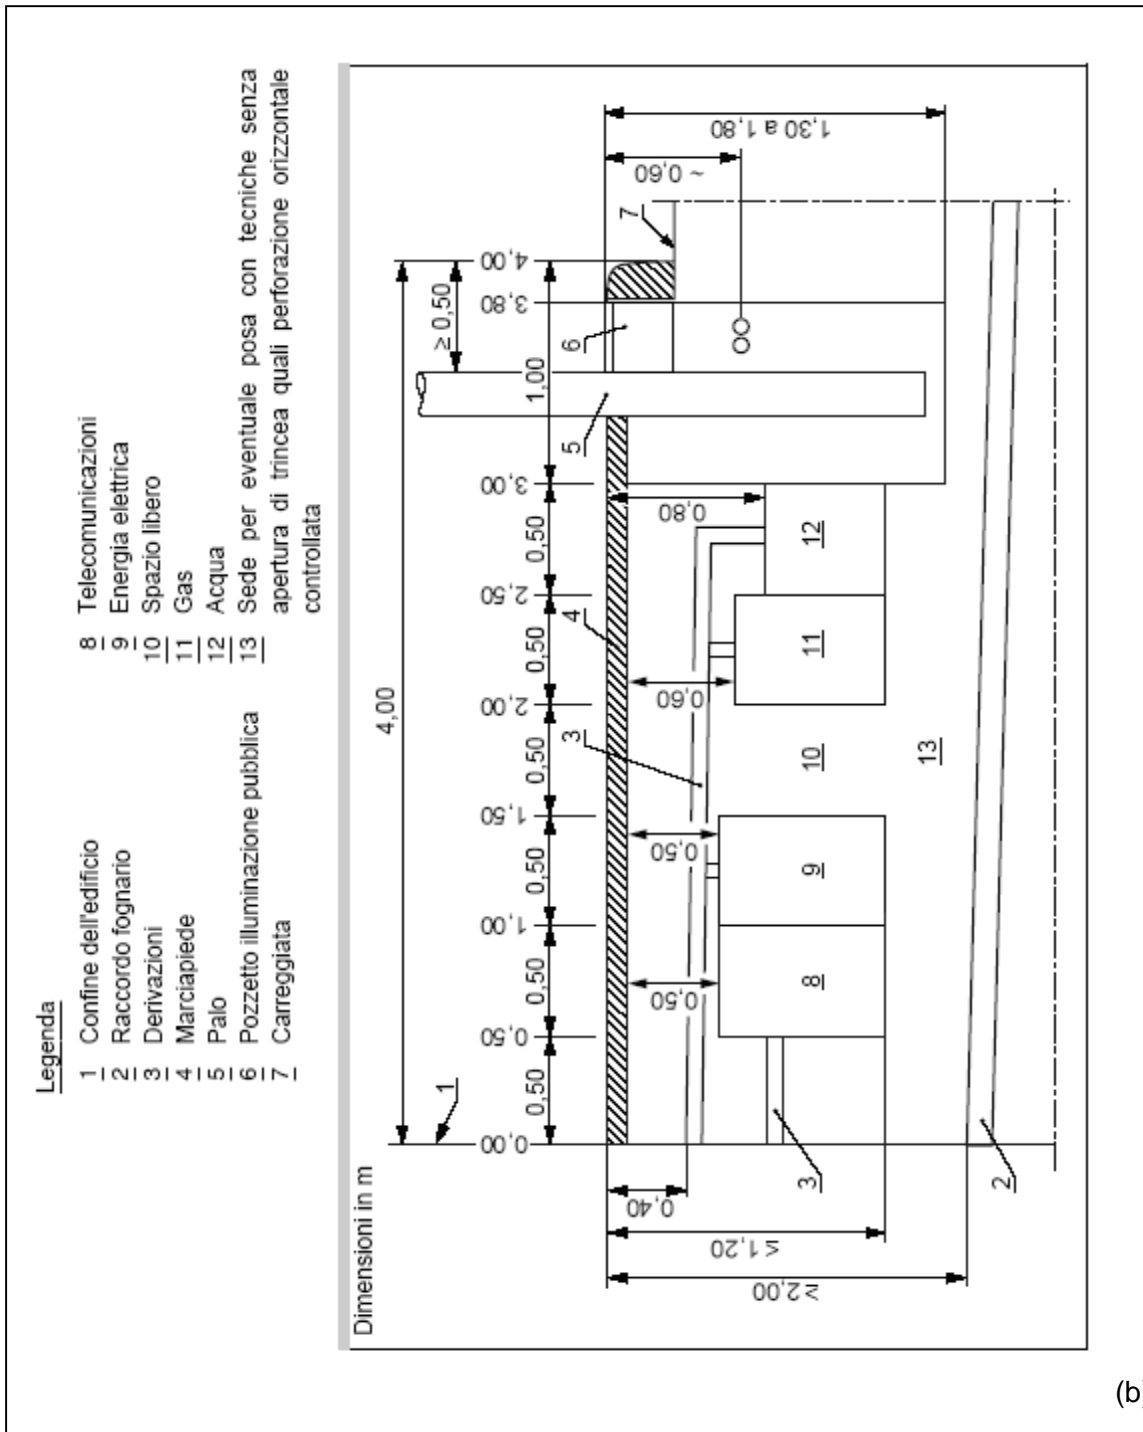 Legenda
1 Confine dell'edificio
2 Raccordo fognario
3 Derivazioni
4 Marciapiede
5 Palo
6 Pozzetto illuminazione pubblica
7 Carreggiata
8 Telecomunicazioni
9 Energia elettrica
10 Spazio libero
11 Gas
12 Acqua
13 Sede per eventuale posa con tecniche senza
apertura di trincea quali perforazione orizzontale
controllata
Dimensioni in m
4,00
≥ 0,50
1
0,50
0,50
0,50
0,50
0,50
0,50
1,00
0,00
0,50
1,00
1,50
2,00
2,50
3,00
3,80
4,00
3
4
5
6
7
0,40
≤ 1,20
≥2,00
0,50
0,50
0,60
0,80
~ 0,60
1,30 a 1,80
8
9
10
11
12
13
3
2
(b)